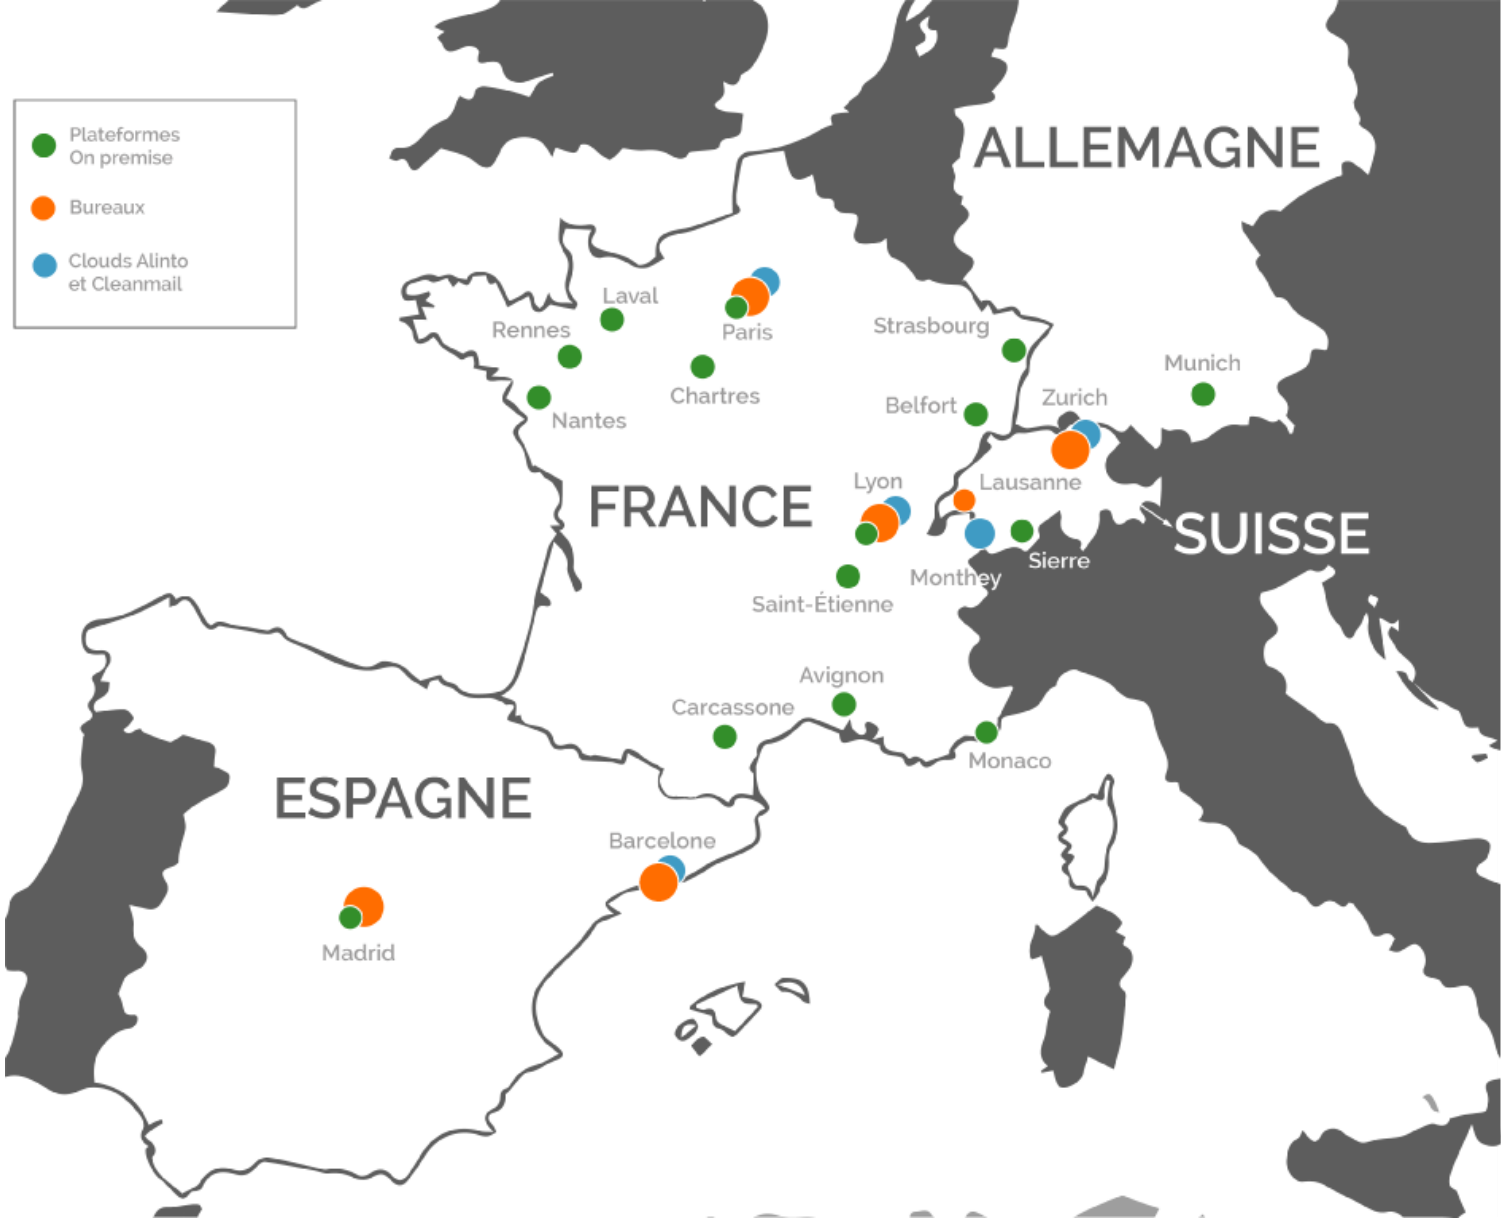 Plateformes
On premise
Bureaux
Clouds Alinto
et Cleanmail
ALLEMAGNE
Laval
Rennes
Paris
Strasbourg
Munich
Chartres
Belfort
Zurich
Nantes
Lyon
Lausanne
FRANCE
SUISSE
Sierre
Monthey
Saint-Étienne
Avignon
Carcassone
Monaco
ESPAGNE
Barcelone
Madrid